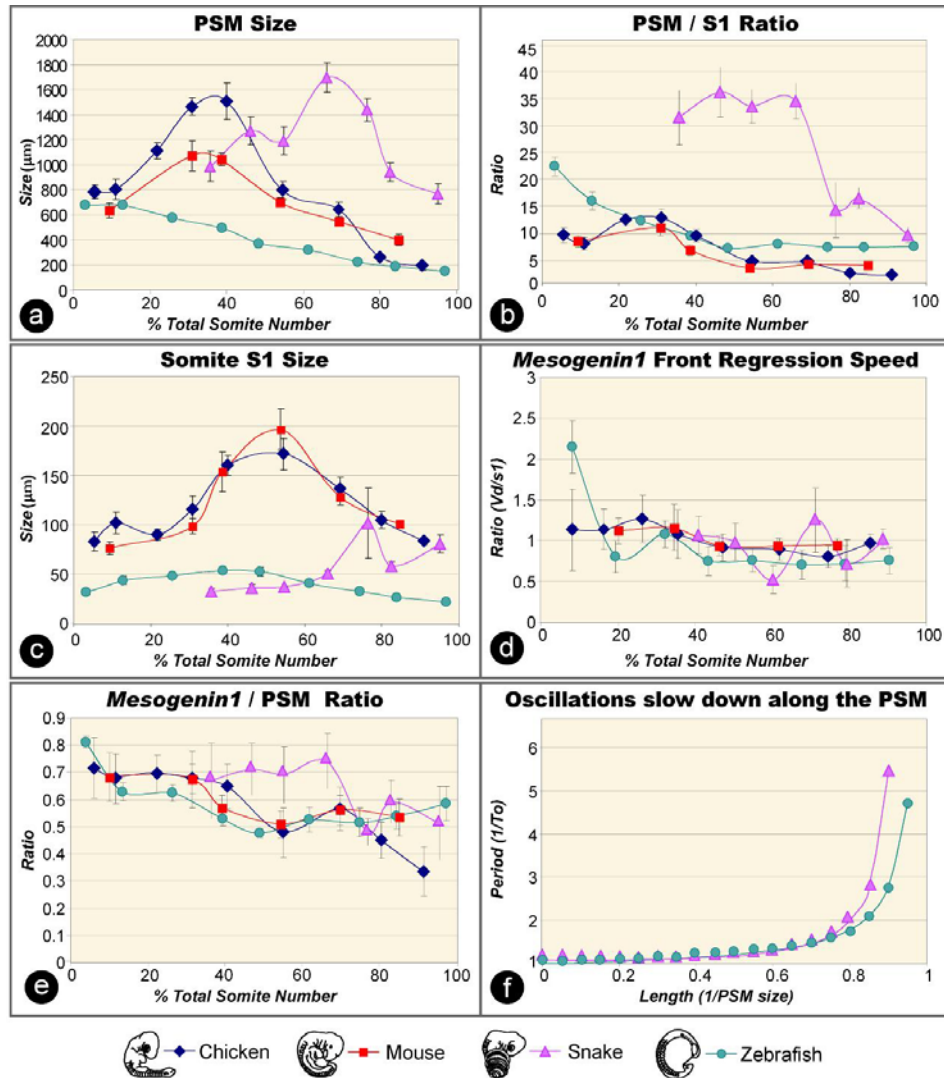 PSM Size
2000
1800
1600
1400
1200
1000
800
600
400
200
0
Size (µm)
0 20 40 60 80 100
% Total Somite Number
a
PSM / S1 Ratio
45
40
35
30
25
20
15
10
5
0
Ratio
0 20 40 60 80 100
% Total Somite Number
b
Somite S1 Size
250
200
150
100
50
0
Size (µm)
0 20 40 60 80 100
% Total Somite Number
c
Mesogenin1 Front Regression Speed
3
2.5
2
1.5
1
0.5
0
Ratio (Vd/s1)
0 20 40 60 80 100
% Total Somite Number
d
Mesogenin1 / PSM Ratio
0.9
0.8
0.7
0.6
0.5
0.4
0.3
0.2
0.1
0
Ratio
0 20 40 60 80 100
% Total Somite Number
e
Oscillations slow down along the PSM
6
5
4
3
2
1
Period (1/To)
0 0.2 0.4 0.6 0.8 1
Length (1/PSM size)
f
Chicken Mouse Snake Zebrafish